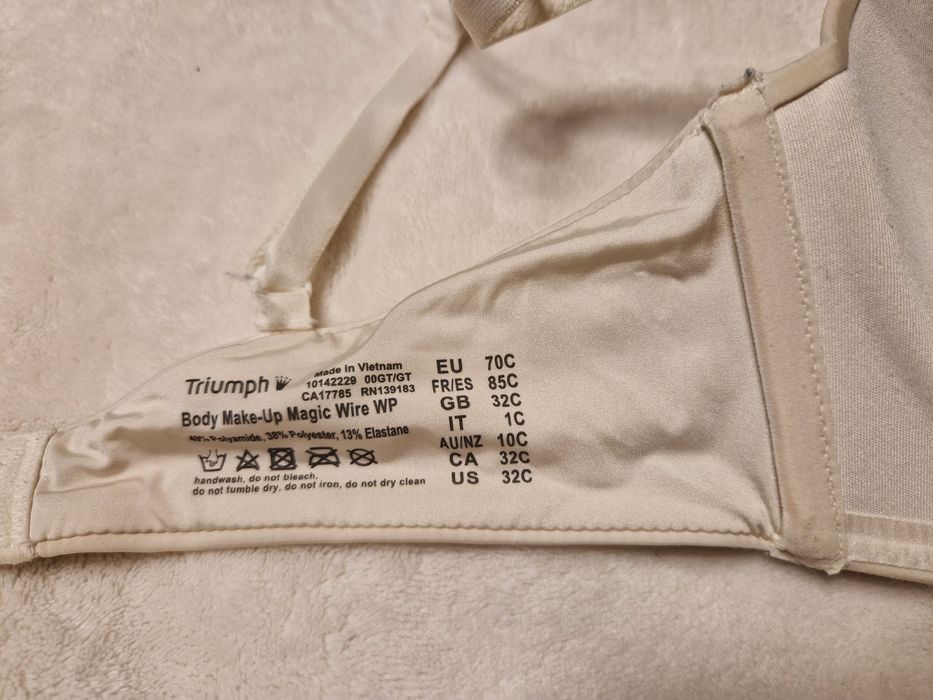 Triumph
Made in Vietnam
10142229 00GT/GT
CA17785 RN139183
Body Make-Up Magic Wire WP
49% Polyamide, 38% Polyester, 13% Elastane
handwash, do not bleach,
do not tumble dry, do not iron, do not dry clean
EU 70C
FR/ES 85C
GB 32C
IT 1C
AU/NZ 10C
CA 32C
US 32C